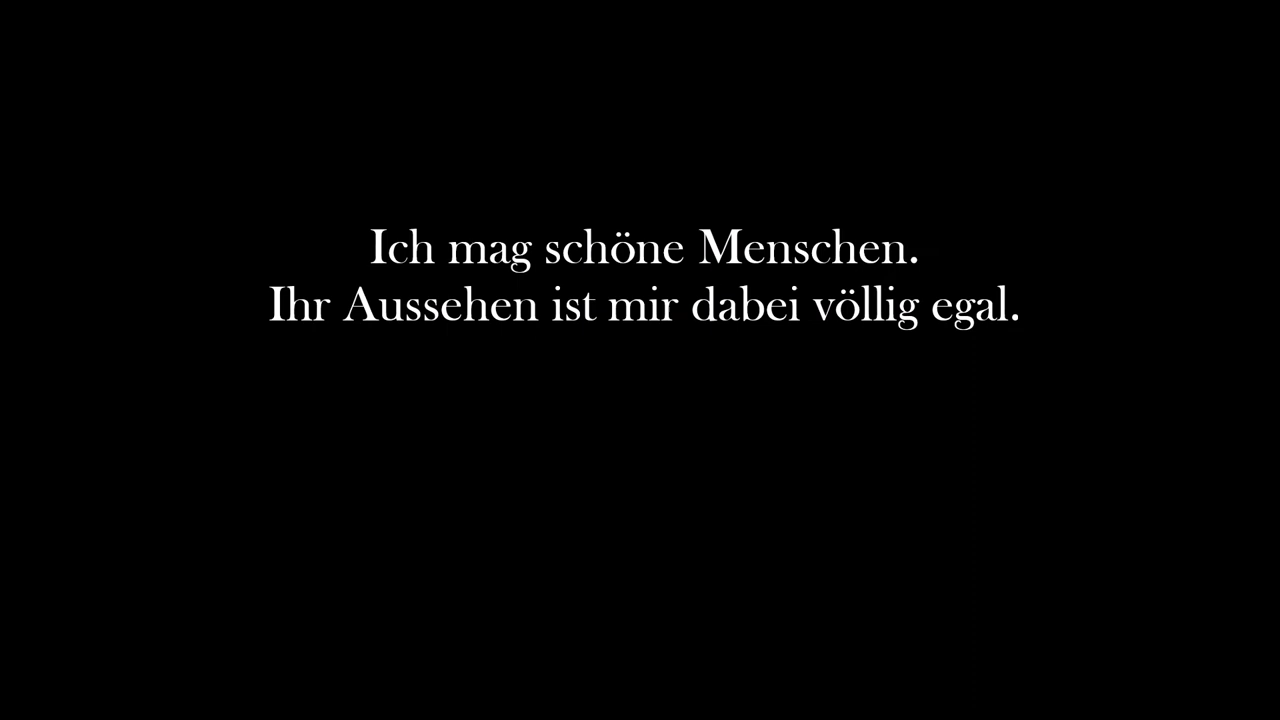 Ich mag schöne Menschen.
Ihr Aussehen ist mir dabei völlig egal.